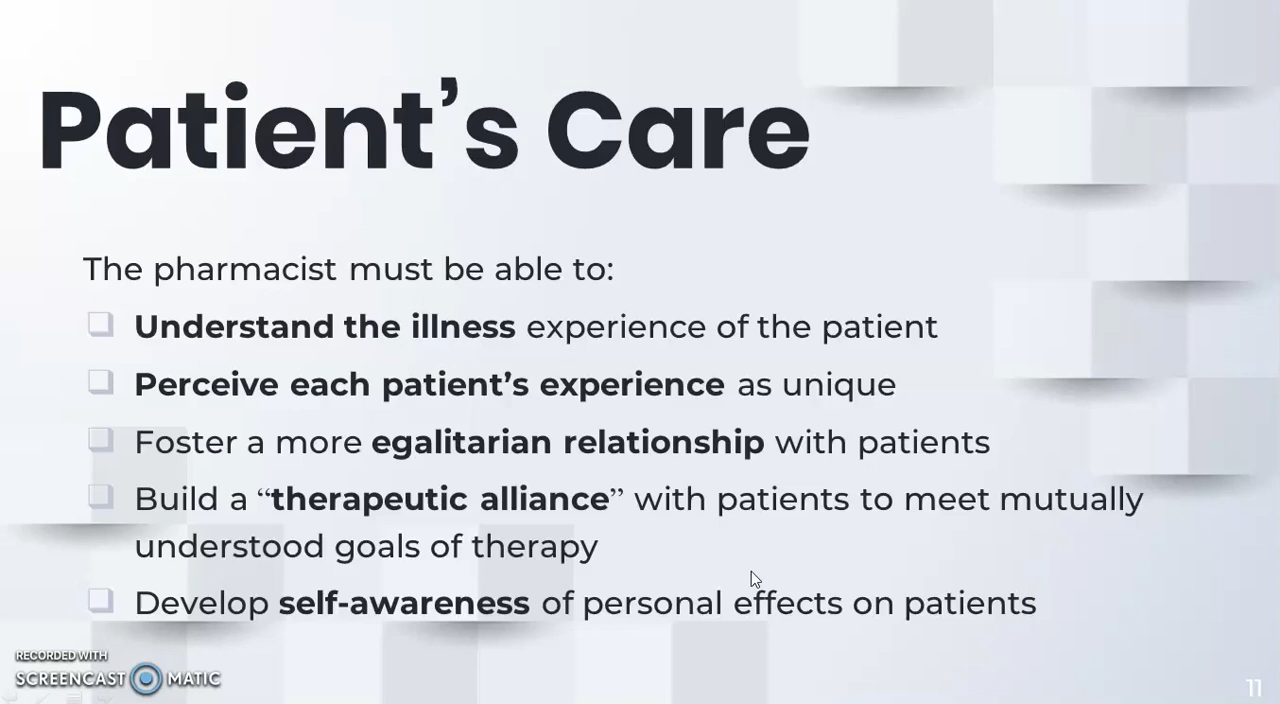 Patient’s Care
The pharmacist must be able to:
Understand the illness experience of the patient
Perceive each patient’s experience as unique
Foster a more egalitarian relationship with patients
Build a “therapeutic alliance” with patients to meet mutually
understood goals of therapy
Develop self-awareness of personal effects on patients
RECORDED WITH
SCREENCAST MATIC
11